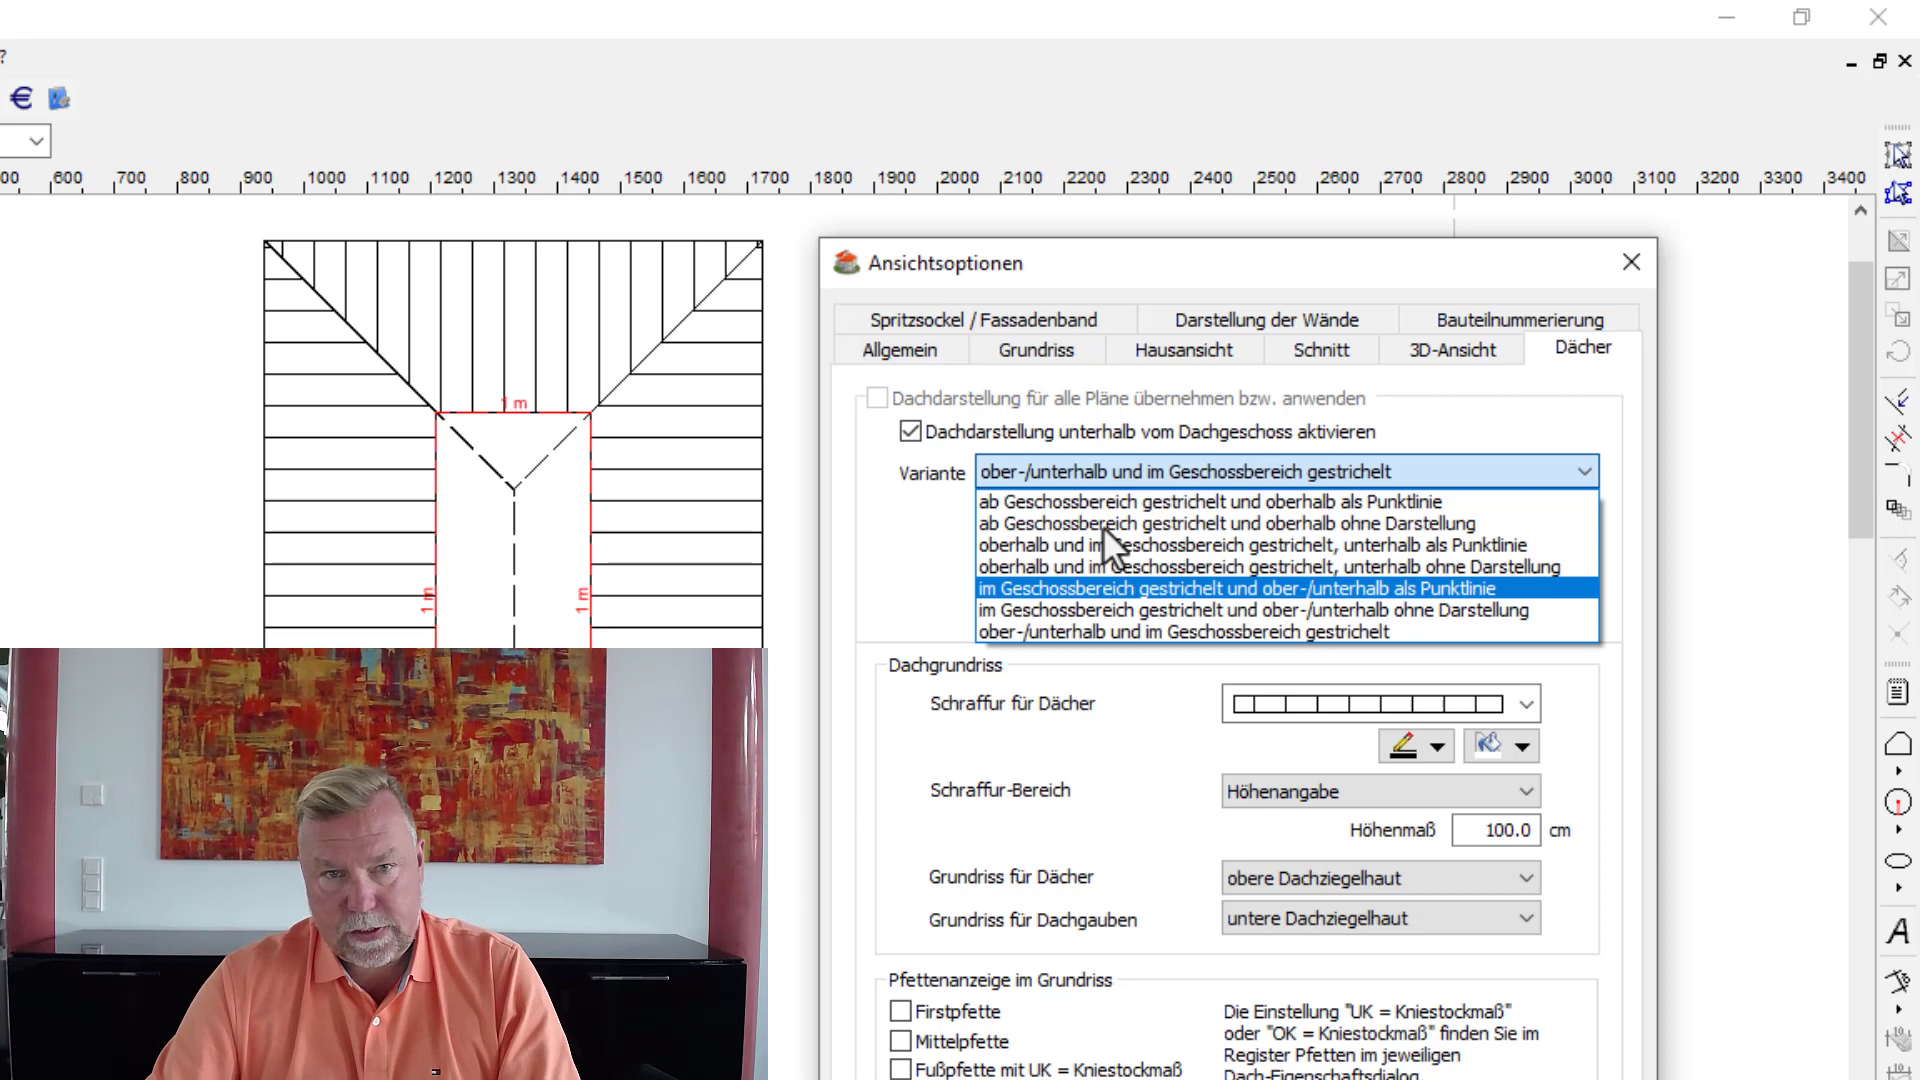 ?
€
00 600 700 800 900 1000 1100 1200 1300 1400 1500 1600 1700 1800 1900 2000 2100 2200 2300 2400 2500 2600 2700 2800 2900 3000 3100 3200 3300 3400
1 m
1 m
1 m
Ansichtsoptionen
Spritzsockel / Fassadenband Darstellung der Wände Bauteilnummerierung
Allgemein Grundriss Hausansicht Schnitt 3D-Ansicht Dächer
Dachdarstellung für alle Pläne übernehmen bzw. anwenden
Dachdarstellung unterhalb vom Dachgeschoss aktivieren
Variante ober-/unterhalb und im Geschossbereich gestrichelt
ab Geschossbereich gestrichelt und oberhalb als Punktlinie
ab Geschossbereich gestrichelt und oberhalb ohne Darstellung
oberhalb und im Geschossbereich gestrichelt, unterhalb als Punktlinie
oberhalb und im Geschossbereich gestrichelt, unterhalb ohne Darstellung
im Geschossbereich gestrichelt und ober-/unterhalb als Punktlinie
im Geschossbereich gestrichelt und ober-/unterhalb ohne Darstellung
ober-/unterhalb und im Geschossbereich gestrichelt
Dachgrundriss
Schraffur für Dächer
Schraffur-Bereich Höhenangabe
Höhenmaß 100.0 cm
Grundriss für Dächer obere Dachziegelhaut
Grundriss für Dachgauben untere Dachziegelhaut
Pfettenanzeige im Grundriss
Firstpfette
Mittelpfette
Fußpfette mit UK = Kniestockmaß
Die Einstellung "UK = Kniestockmaß"
oder "OK = Kniestockmaß" finden Sie im
Register Pfetten im jeweiligen
Dach-Eigenschaftsdialog.
A